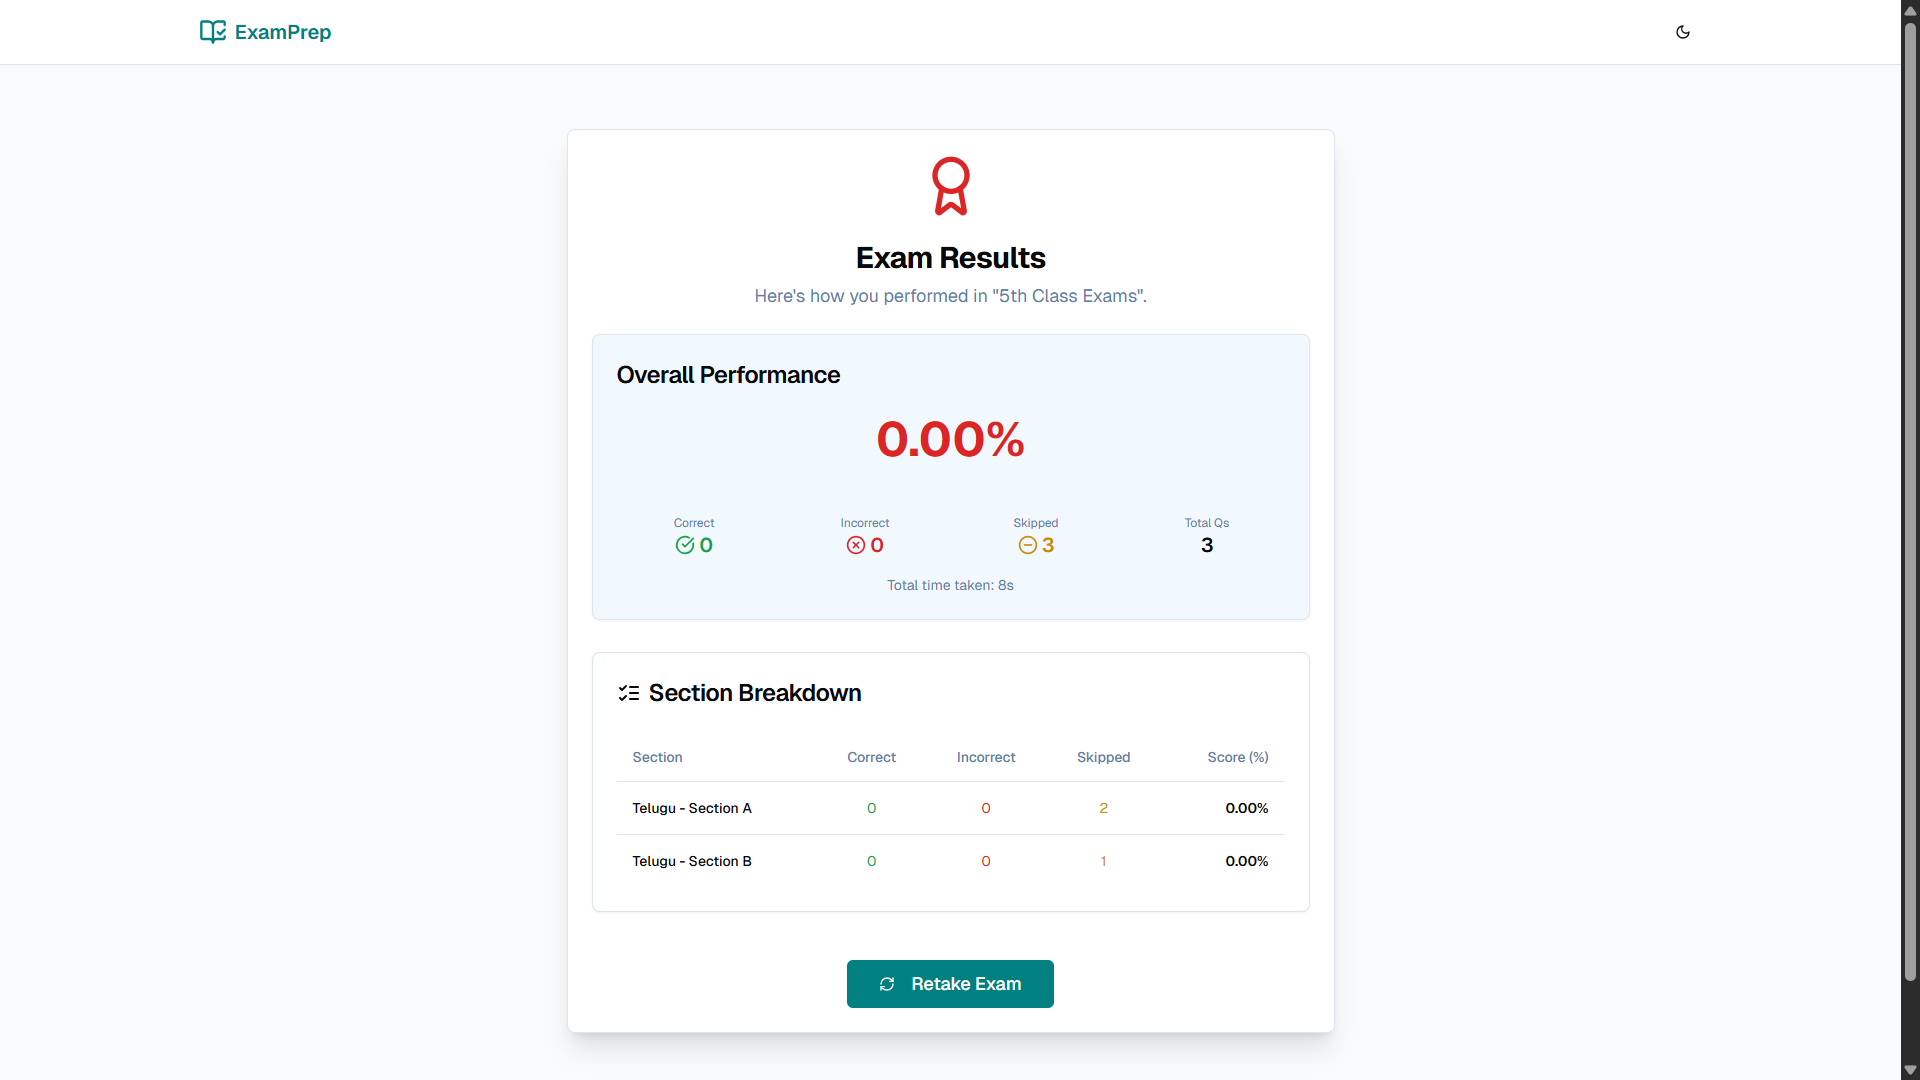 ExamPrep
Exam Results
Here's how you performed in "5th Class Exams".
Overall Performance
0.00%
Correct Incorrect Skipped Total Qs
0 0 3 3
Total time taken: 8s
Section Breakdown
Section Correct Incorrect Skipped Score (%)
Telugu - Section A 0 0 2 0.00%
Telugu - Section B 0 0 1 0.00%
Retake Exam